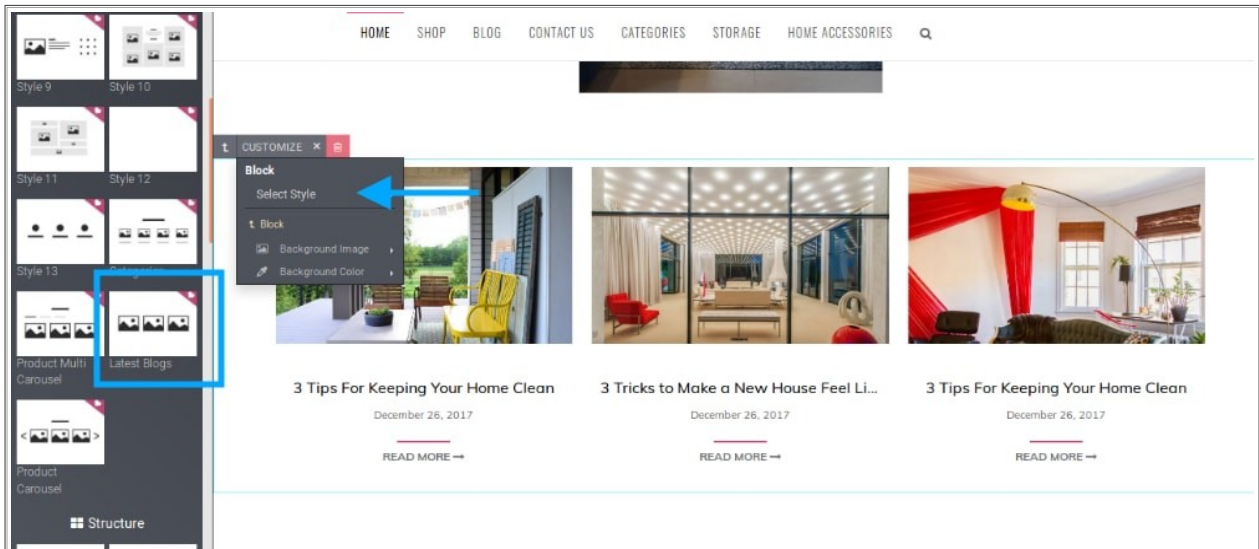 HOME SHOP BLOG CONTACT US CATEGORIES STORAGE HOME ACCESSORIES
Style 9 Style 10
Style 11 Style 12
Style 13 Categories
Product Multi Carousel
Latest Blogs
Product Carousel
Structure
t CUSTOMIZE ×
Block
Select Style
t Block
Background Image
Background Color
3 Tips For Keeping Your Home Clean
December 26, 2017
READ MORE→
3 Tricks to Make a New House Feel Li...
December 26, 2017
READ MORE→
3 Tips For Keeping Your Home Clean
December 26, 2017
READ MORE→